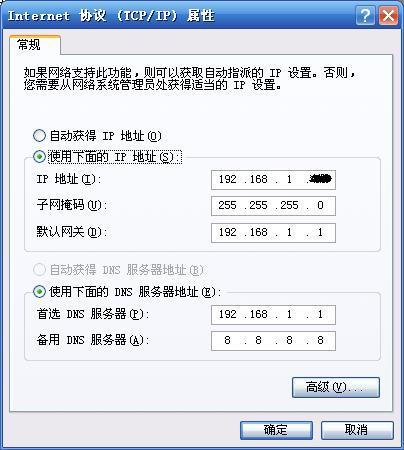 Internet 协议 (TCP/IP) 属性
常规
如果网络支持此功能，则可以获取自动指派的 IP 设置。否则，
您需要从网络系统管理员处获得适当的 IP 设置。
自动获得 IP 地址(O)
使用下面的 IP 地址(S):
IP 地址(I): 192 .168 . 1 .
子网掩码(U): 255 .255 .255 . 0
默认网关(D): 192 .168 . 1 . 1
自动获得 DNS 服务器地址(B)
使用下面的 DNS 服务器地址(E):
首选 DNS 服务器(P): 192 .168 . 1 . 1
备用 DNS 服务器(A): 8 . 8 . 8 . 8
高级(V)...
确定 取消